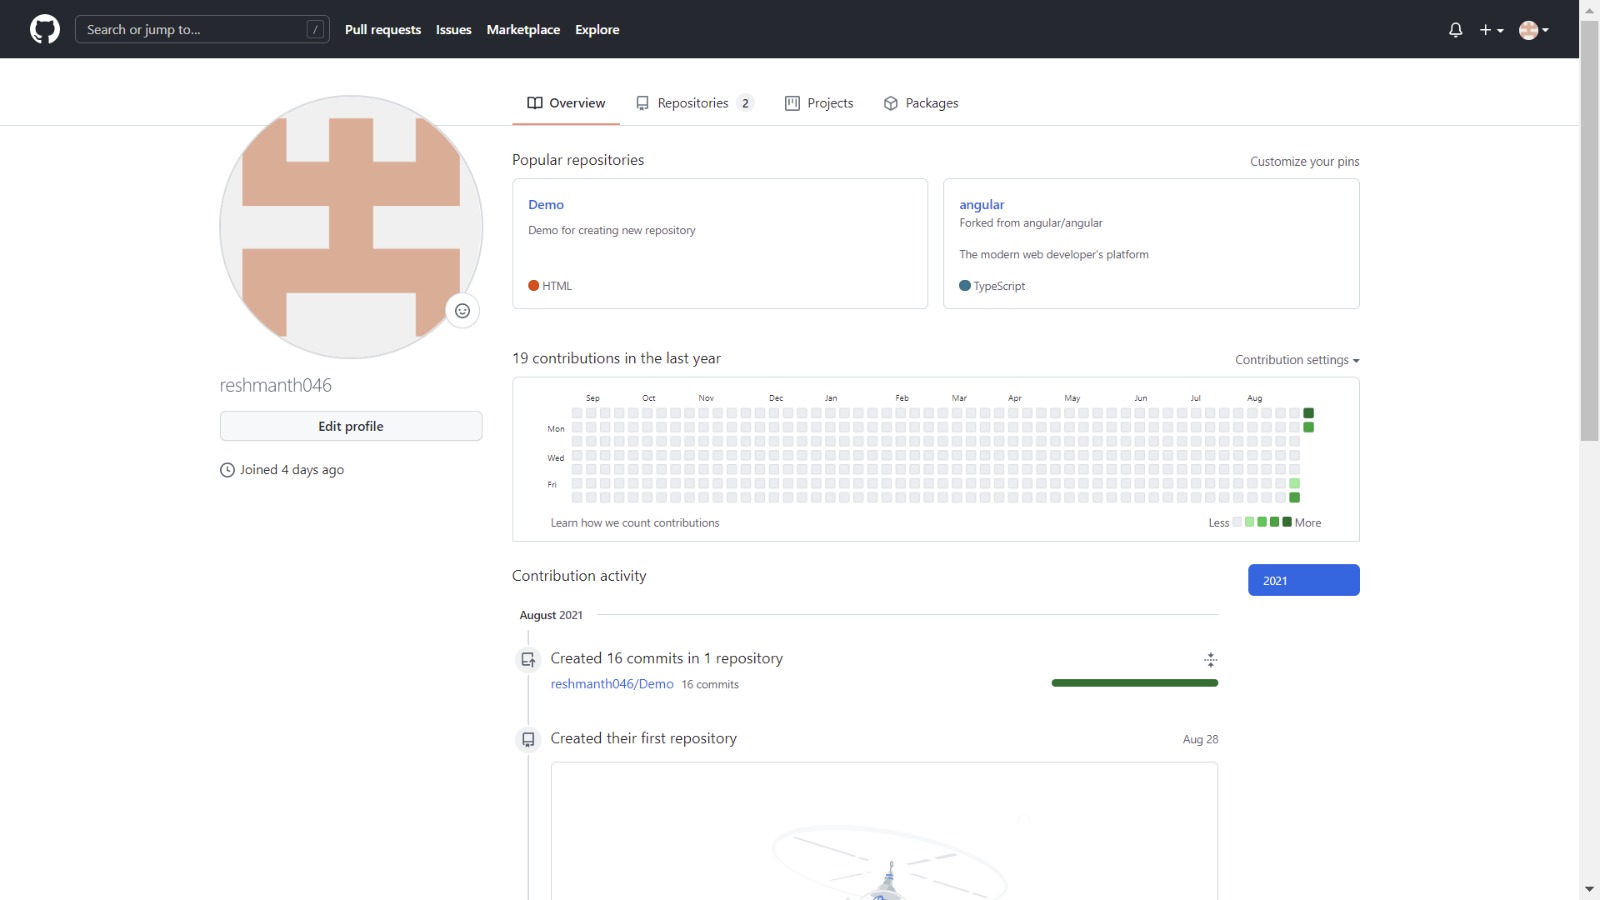 Search or jump to... /
Pull requests
Issues
Marketplace
Explore
Overview
Repositories 2
Projects
Packages
reshmanth046
Edit profile
Joined 4 days ago
Popular repositories
Customize your pins
Demo
Demo for creating new repository
HTML
angular
Forked from angular/angular
The modern web developer's platform
TypeScript
19 contributions in the last year
Contribution settings
Sep Oct Nov Dec Jan Feb Mar Apr May Jun Jul Aug
Mon
Wed
Fri
Learn how we count contributions
Less More
Contribution activity
2021
August 2021
Created 16 commits in 1 repository
reshmanth046/Demo 16 commits
Created their first repository
Aug 28